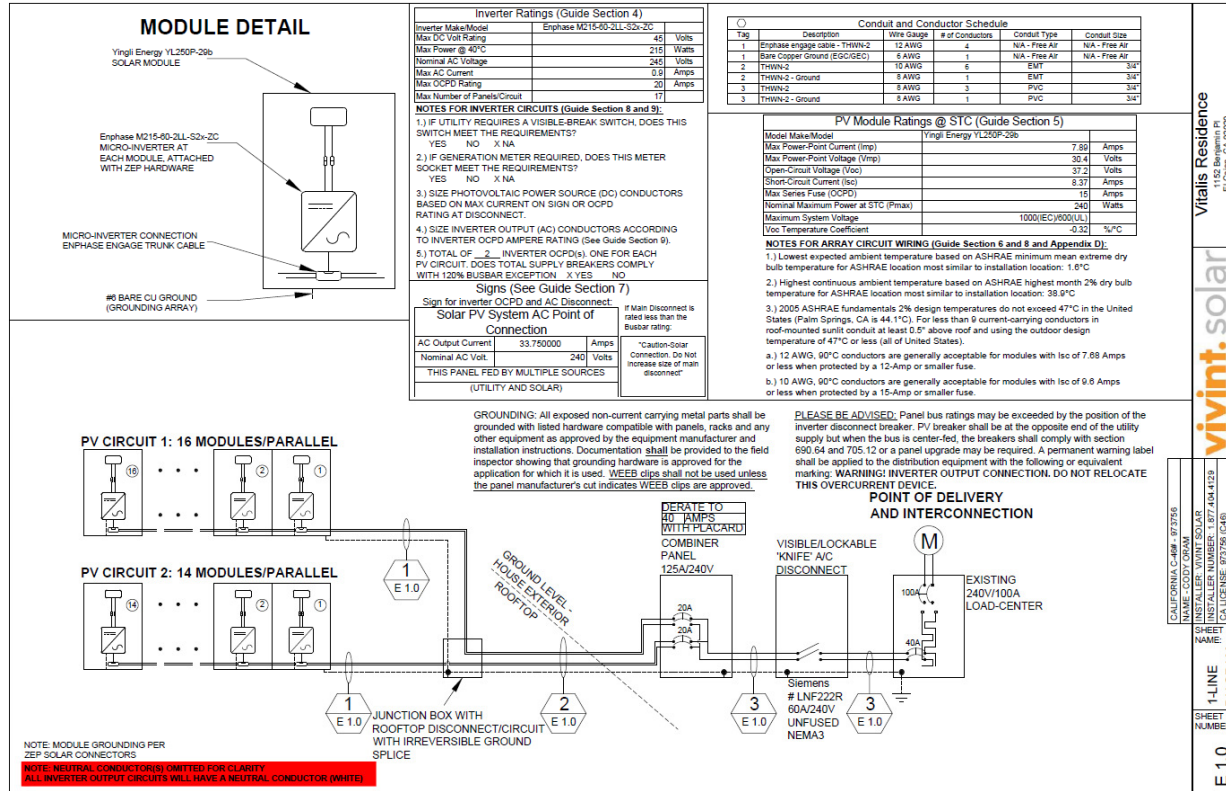 MODULE DETAIL
Yingli Energy YL250P-29b
SOLAR MODULE
Enphase M215-60-2LL-S2x-ZC
MICRO-INVERTER AT
EACH MODULE, ATTACHED
WITH ZEP HARDWARE
MICRO-INVERTER CONNECTION
ENPHASE ENGAGE TRUNK CABLE
#6 BARE CU GROUND
(GROUNDING ARRAY)
Inverter Ratings (Guide Section 4)
Inverter Make/Model Enphase M215-60-2LL-S2x-ZC
Max DC Volt Rating 45 Volts
Max Power @ 40°C 215 Watts
Nominal AC Voltage 245 Volts
Max AC Current 0.9 Amps
Max OCPD Rating 20 Amps
Max Number of Panels/Circuit 17
NOTES FOR INVERTER CIRCUITS (Guide Section 8 and 9):
1.) IF UTILITY REQUIRES A VISIBLE-BREAK SWITCH, DOES THIS
SWITCH MEET THE REQUIREMENTS?
YES NO X NA
2.) IF GENERATION METER REQUIRED, DOES THIS METER
SOCKET MEET THE REQUIREMENTS?
YES NO X NA
3.) SIZE PHOTOVOLTAIC POWER SOURCE (DC) CONDUCTORS
BASED ON MAX CURRENT ON SIGN OR OCPD
RATING AT DISCONNECT.
4.) SIZE INVERTER OUTPUT (AC) CONDUCTORS ACCORDING
TO INVERTER OCPD AMPERE RATING (See Guide Section 9).
5.) TOTAL OF 2 INVERTER OCPD(s). ONE FOR EACH
PV CIRCUIT. DOES TOTAL SUPPLY BREAKERS COMPLY
WITH 120% BUSBAR EXCEPTION X YES NO
Signs (See Guide Section 7)
Sign for inverter OCPD and AC Disconnect:
Solar PV System AC Point of
Connection
AC Output Current 33.750000 Amps
Nominal AC Volt. 240 Volts
THIS PANEL FED BY MULTIPLE SOURCES
(UTILITY AND SOLAR)
If Main Disconnect is
rated less than the
Busbar rating:
"Caution-Solar
Connection. Do Not
increase size of main
disconnect"
Conduit and Conductor Schedule
Tag Description Wire Gauge # of Conductors Conduit Type Conduit Size
1 Enphase engage cable - THWN-2 12 AWG 4 N/A - Free Air N/A - Free Air
1 Bare Copper Ground (EGC/GEC) 6 AWG 1 N/A - Free Air N/A - Free Air
2 THWN-2 10 AWG 6 EMT 3/4"
2 THWN-2 - Ground 8 AWG 1 EMT 3/4"
3 THWN-2 8 AWG 3 PVC 3/4"
3 THWN-2 - Ground 8 AWG 1 PVC 3/4"
PV Module Ratings @ STC (Guide Section 5)
Model Make/Model Yingli Energy YL250P-29b
Max Power-Point Current (Imp) 7.89 Amps
Max Power-Point Voltage (Vmp) 30.4 Volts
Open-Circuit Voltage (Voc) 37.2 Volts
Short-Circuit Current (Isc) 8.37 Amps
Max Series Fuse (OCPD) 15 Amps
Nominal Maximum Power at STC (Pmax) 240 Watts
Maximum System Voltage 1000(IEC)/600(UL)
Voc Temperature Coefficient -0.32 %/°C
NOTES FOR ARRAY CIRCUIT WIRING (Guide Section 6 and 8 and Appendix D):
1.) Lowest expected ambient temperature based on ASHRAE minimum mean extreme dry
bulb temperature for ASHRAE location most similar to installation location: 1.6°C
2.) Highest continuous ambient temperature based on ASHRAE highest month 2% dry bulb
temperature for ASHRAE location most similar to installation location: 38.9°C
3.) 2005 ASHRAE fundamentals 2% design temperatures do not exceed 47°C in the United
States (Palm Springs, CA is 44.1°C). For less than 9 current-carrying conductors in
roof-mounted sunlit conduit at least 0.5" above roof and using the outdoor design
temperature of 47°C or less (all of United States).
a.) 12 AWG, 90°C conductors are generally acceptable for modules with Isc of 7.68 Amps
or less when protected by a 12-Amp or smaller fuse.
b.) 10 AWG, 90°C conductors are generally acceptable for modules with Isc of 9.6 Amps
or less when protected by a 15-Amp or smaller fuse.
GROUNDING: All exposed non-current carrying metal parts shall be
grounded with listed hardware compatible with panels, racks and any
other equipment as approved by the equipment manufacturer and
installation instructions. Documentation shall be provided to the field
inspector showing that grounding hardware is approved for the
application for which it is used. WEEB clips shall not be used unless
the panel manufacturer's cut indicates WEEB clips are approved.
PLEASE BE ADVISED: Panel bus ratings may be exceeded by the position of the
inverter disconnect breaker. PV breaker shall be at the opposite end of the utility
supply but when the bus is center-fed, the breakers shall comply with section
690.64 and 705.12 or a panel upgrade may be required. A permanent warning label
shall be applied to the distribution equipment with the following or equivalent
marking: WARNING! INVERTER OUTPUT CONNECTION. DO NOT RELOCATE
THIS OVERCURRENT DEVICE.
PV CIRCUIT 1: 16 MODULES/PARALLEL
16 2 1
PV CIRCUIT 2: 14 MODULES/PARALLEL
14 2 1
1
E 1.0
1
E 1.0
JUNCTION BOX WITH
ROOFTOP DISCONNECT/CIRCUIT
WITH IRREVERSIBLE GROUND
SPLICE
GROUND LEVEL -
HOUSE EXTERIOR
ROOFTOP
2
E 1.0
DERATE TO
40 AMPS
WITH PLACARD
COMBINER
PANEL
125A/240V
20A
20A
3
E 1.0
VISIBLE/LOCKABLE
'KNIFE' A/C
DISCONNECT
Siemens
# LNF222R
60A/240V
UNFUSED
NEMA3
3
E 1.0
POINT OF DELIVERY
AND INTERCONNECTION
M
100A
40A
EXISTING
240V/100A
LOAD-CENTER
NOTE: MODULE GROUNDING PER
ZEP SOLAR CONNECTORS
NOTE: NEUTRAL CONDUCTOR(S) OMITTED FOR CLARITY
ALL INVERTER OUTPUT CIRCUITS WILL HAVE A NEUTRAL CONDUCTOR (WHITE)
Vitalis Residence
1152 Benjamin Pl
vivint.solar
CALIFORNIA C-46# - 973756
NAME - CODY ORAM
INSTALLER: VIVINT SOLAR
INSTALLER NUMBER: 1.877.404.4129
CA LICENSE: 973756 (C46)
SHEET
NAME:
1-LINE
SHEET
E 1.0